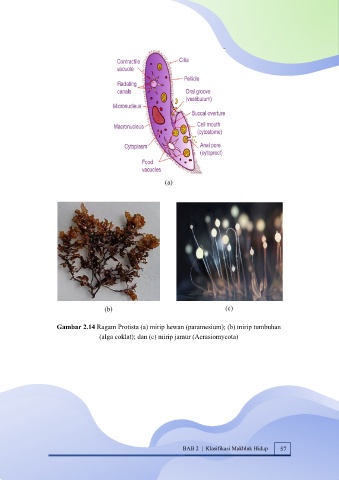 Contractile
vacuole
Radiating
canals
Micronucleus
Macronucleus
Cytoplasm
Food
vacuoles
Cilia
Pellicle
Oral groove
(vestibulum)
Buccal overture
Cell mouth
(cytostome)
Anal pore
(cytoproct)
(a)
(b)
(c)
Gambar 2.14 Ragam Protista (a) mirip hewan (paramesium); (b) mirip tumbuhan
(alga coklat); dan (c) mirip jamur (Acrasiomycota)
BAB 2 | Klasifikasi Makhluk Hidup 57